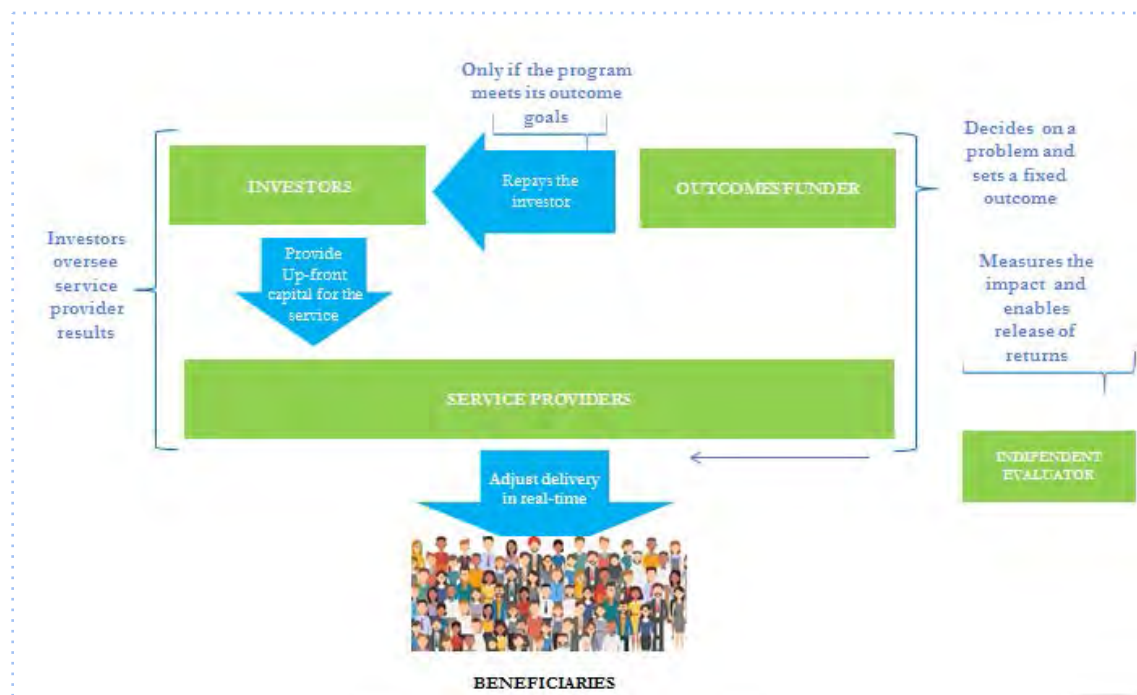 Only if the program
meets its outcome
goals
INVESTORS
Repays the
investor
OUTCOMES FUNDER
Decides on a
problem and
sets a fixed
outcome
Investors
oversee
service
provider
results
Provide
Up-front
capital for the
service
Measures the
impact and
enables
release of
returns
SERVICE PROVIDERS
INDIPENDENT
EVALUATOR
Adjust delivery
in real-time
BENEFICIARIES